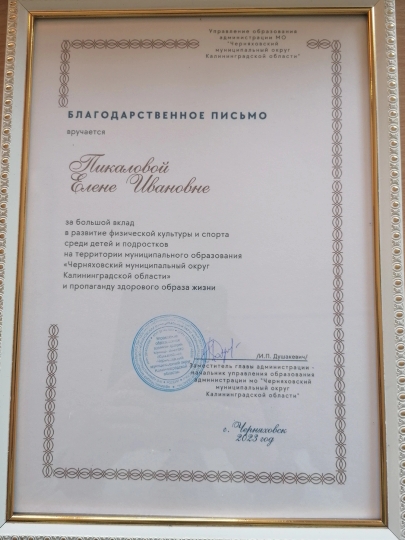 Управление образования
администрации МО
"Черняховский
муниципальный округ
Калининградской области"
БЛАГОДАРСТВЕННОЕ ПИСЬМО
вручается
Пикаловой
Елене Ивановне
за большой вклад
в развитие физической культуры и спорта
среди детей и подростков
на территории муниципального образования
«Черняховский муниципальный округ
Калининградской области»
и пропаганду здорового образа жизни
/И.Л. Душакевич/
Заместитель главы администрации -
начальник управления образования
администрации мо "Черняховский
муниципальный округ
Калининградской области"
г. Черняховск
2023 год